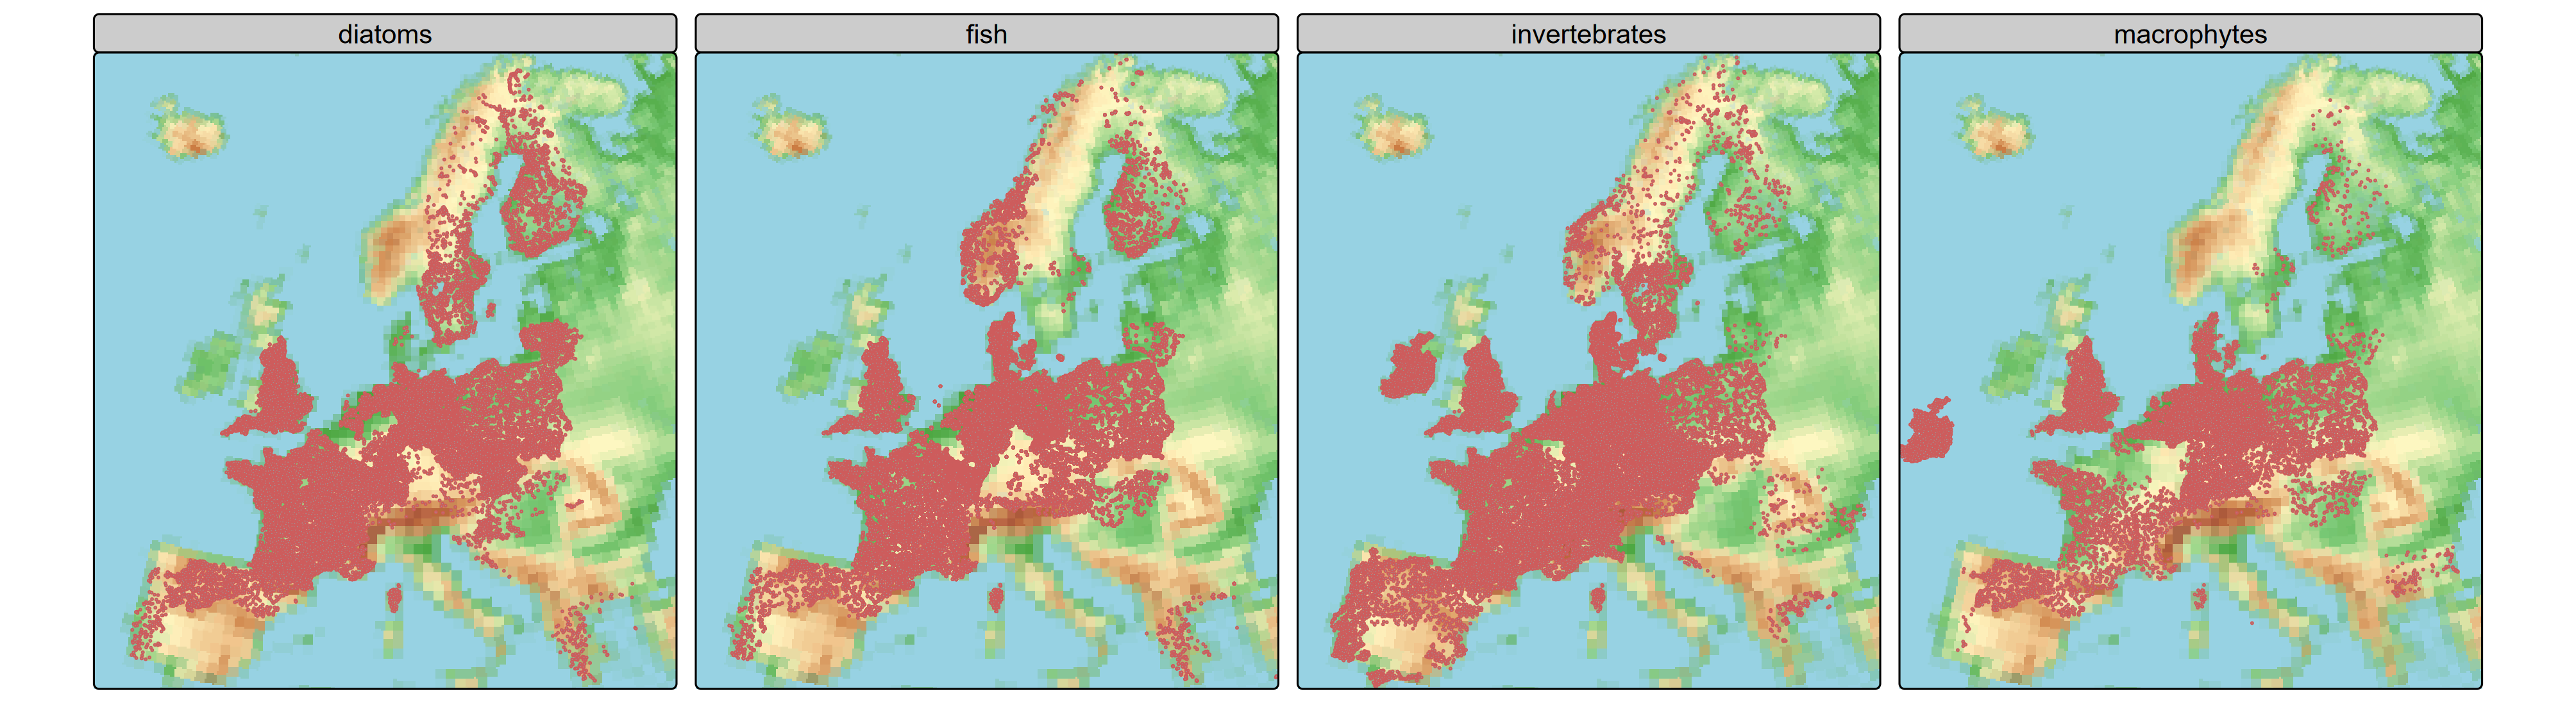 diatoms
fish
invertebrates
macrophytes